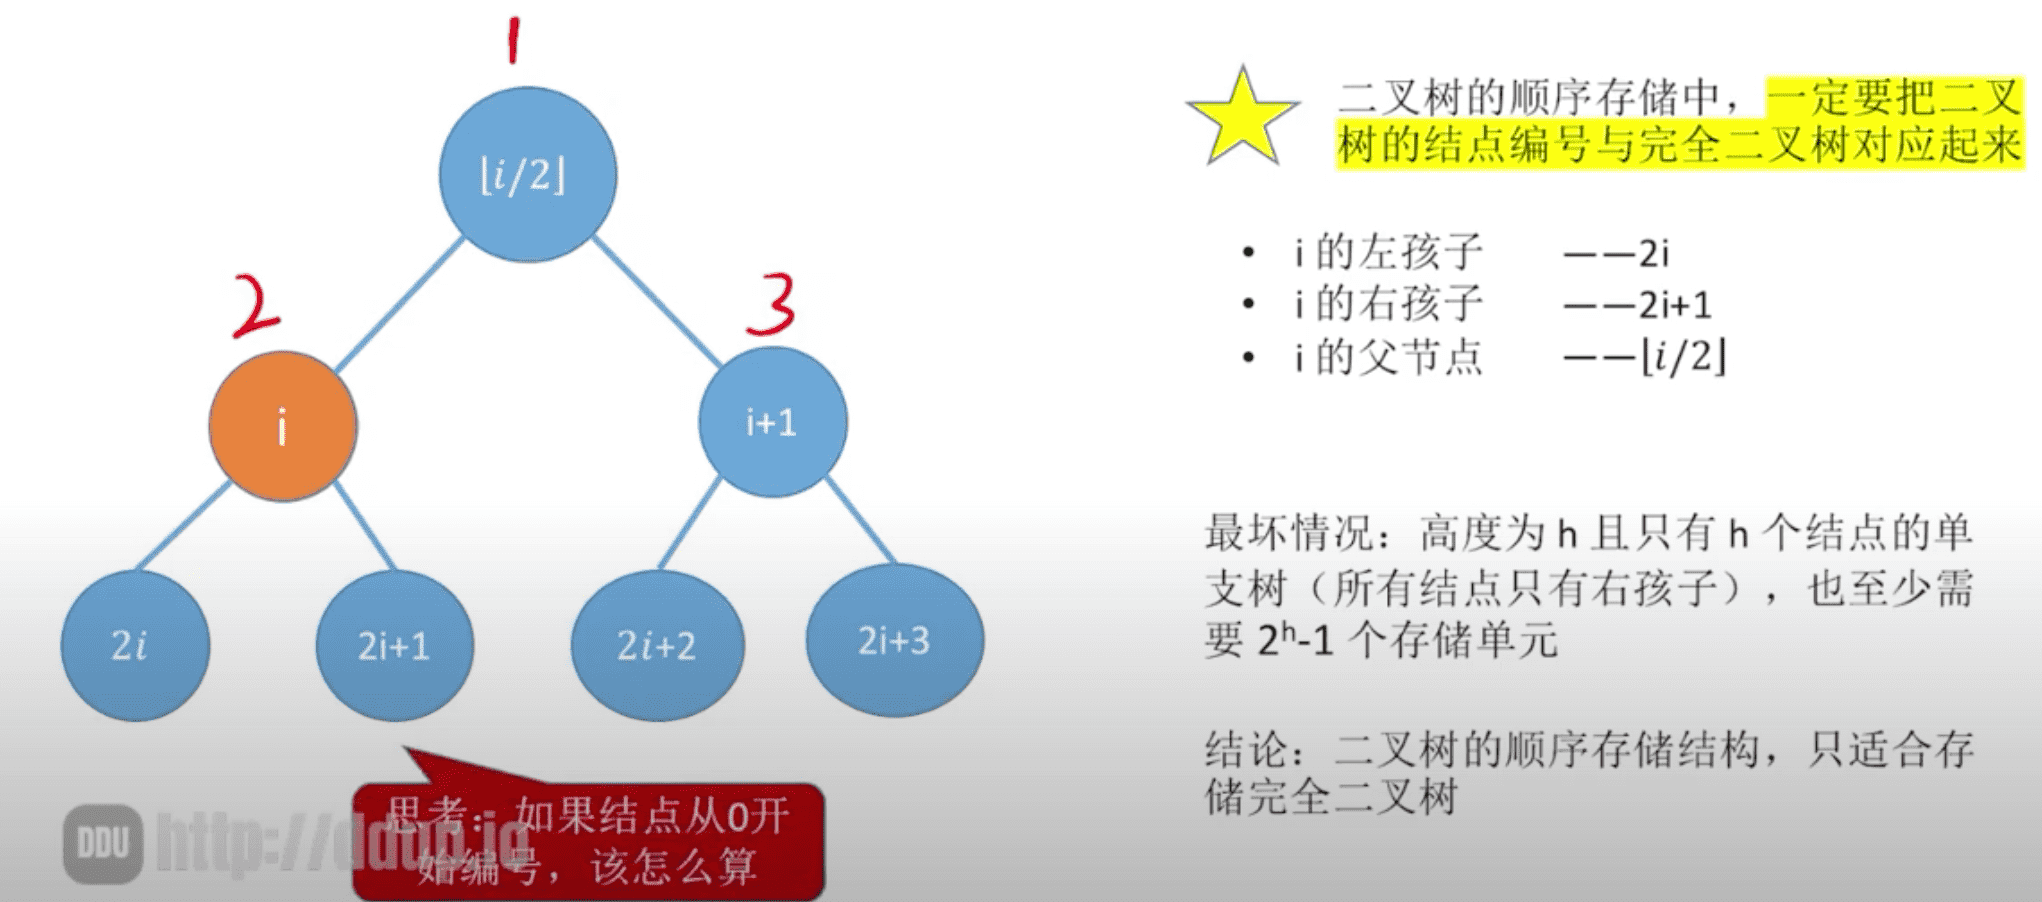 1
⌊i/2⌋
2
3
i
i+1
2i
2i+1
2i+2
2i+3
思考：如果结点从0开
始编号，该怎么算
DDU http://ddup.io
二叉树的顺序存储中，一定要把二叉
树的结点编号与完全二叉树对应起来
• i 的左孩子 ——2i
• i 的右孩子 ——2i+1
• i 的父节点 ——⌊i/2⌋
最坏情况：高度为 h 且只有 h 个结点的单
支树（所有结点只有右孩子），也至少需
要 2ʰ-1 个存储单元
结论：二叉树的顺序存储结构，只适合存
储完全二叉树